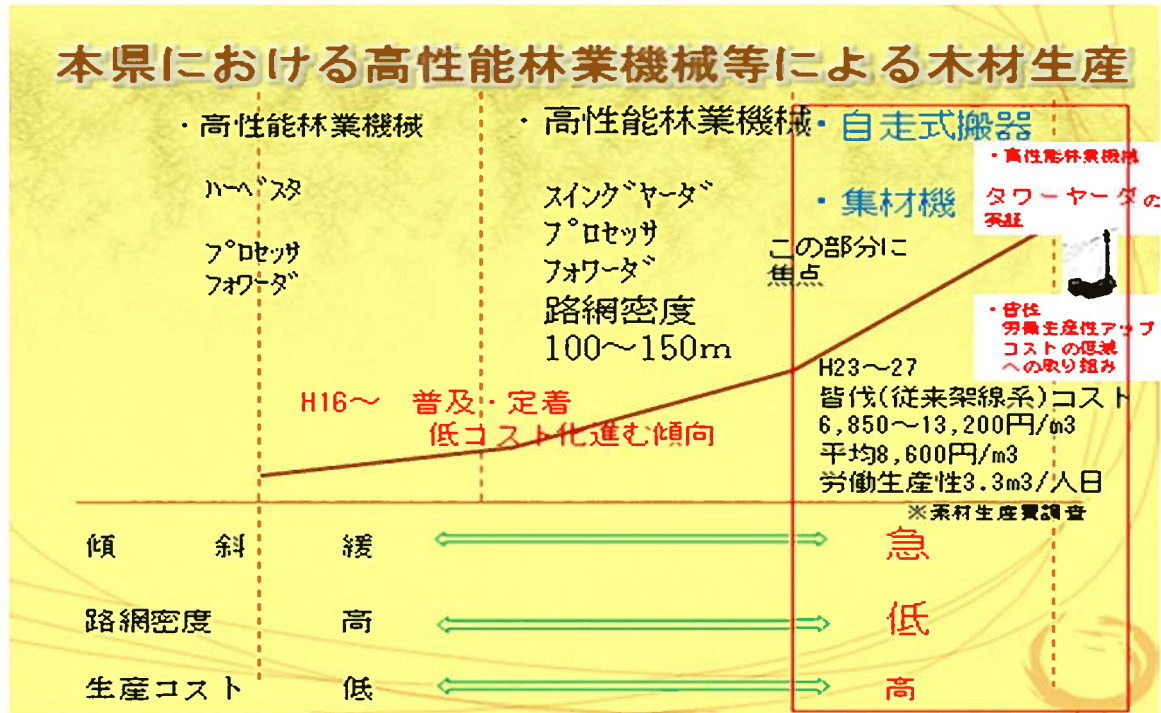 本県における高性能林業機械等による木材生産
・高性能林業機械
ハーベスタ
プロセッサ
フォワーダ
・高性能林業機械
スイングヤーダ
プロセッサ
フォワーダ
路網密度
100～150m
・自走式搬器
・集材機
この部分に
焦点
・高性能林業機械
タワーヤーダの
実証
・皆伐
労働生産性アップ
コストの低減
への取り組み
H16～ 普及・定着
低コスト化進む傾向
H23～27
皆伐(従来架線系)コスト
6,850～13,200円/m3
平均8,600円/m3
労働生産性3.3m3/人日
※素材生産費調査
傾 斜 緩 急
路網密度 高 低
生産コスト 低 高